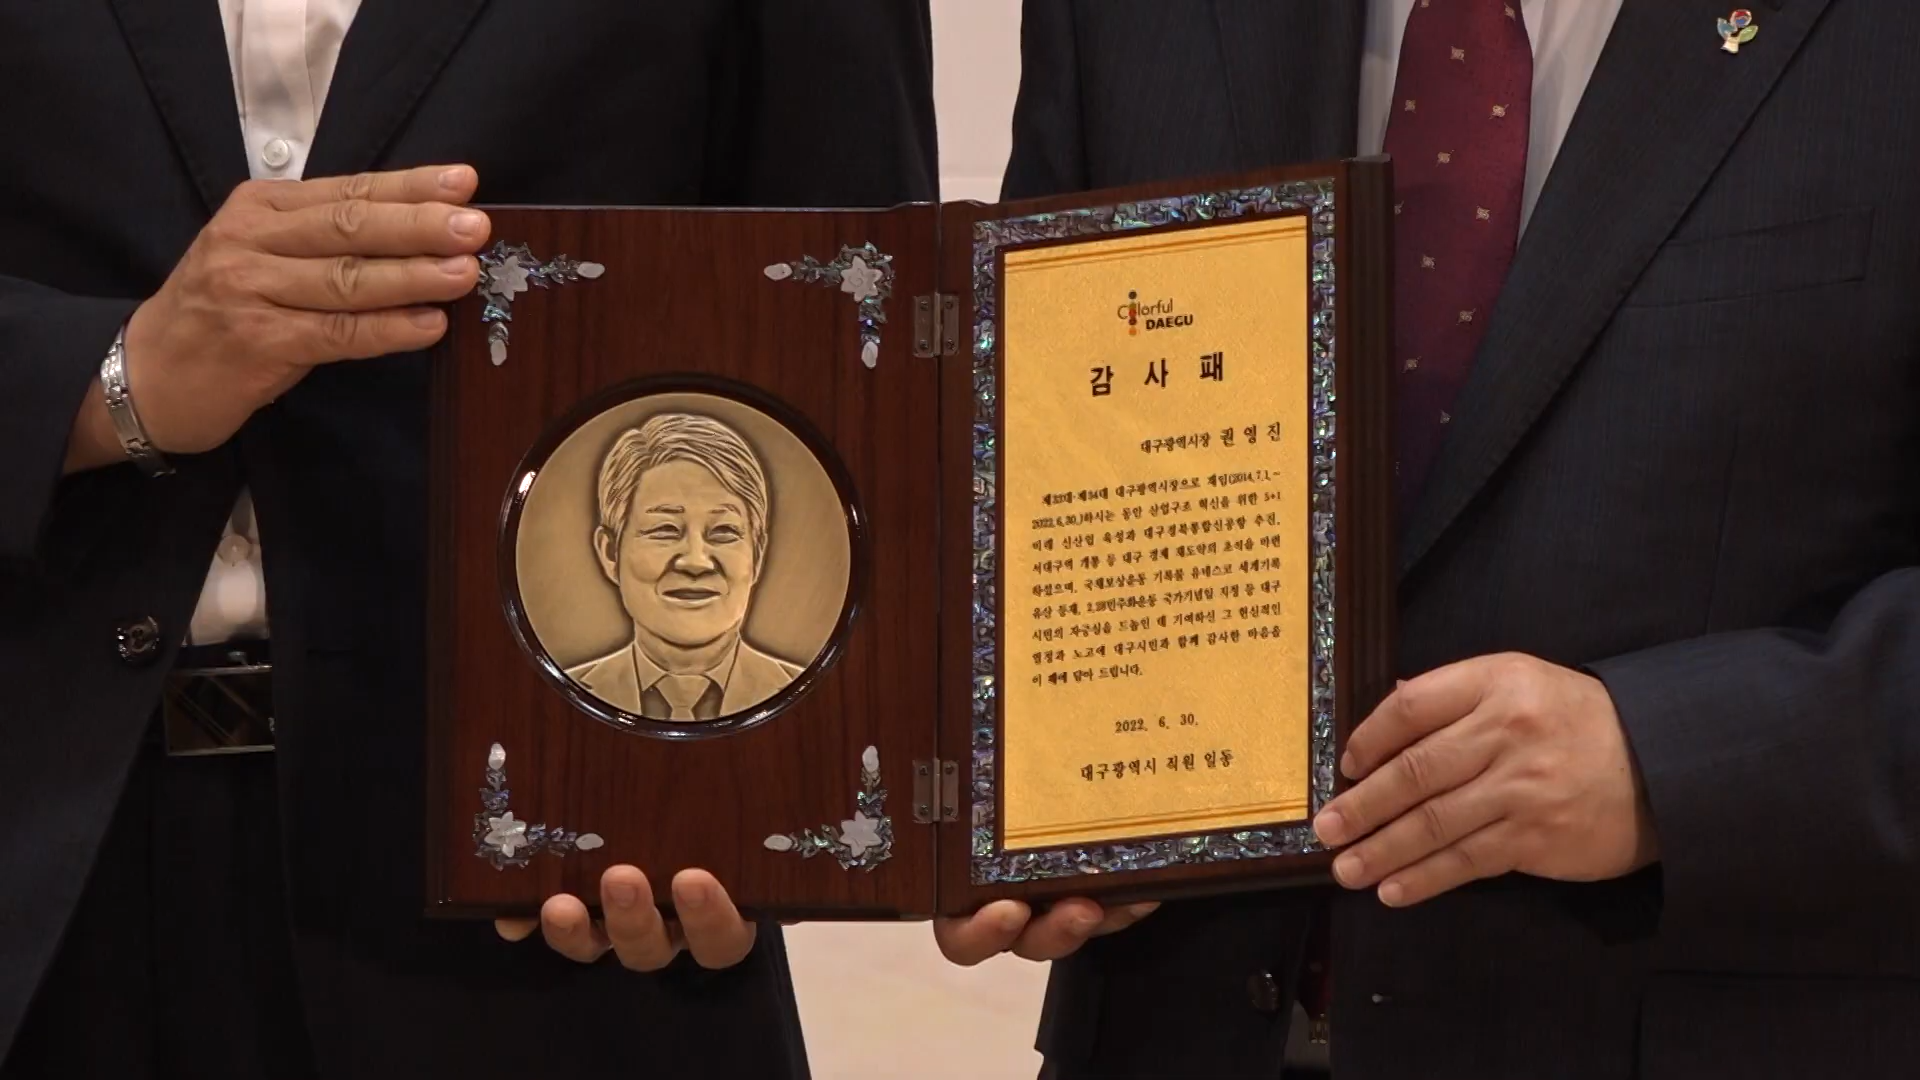 Colorful
DAEGU
감 사 패
대구광역시장 권 영 진
제32대·제34대 대구광역시장으로 재임(2014.7.1.~
2022.6.30.)하시는 동안 산업구조 혁신을 위한 5+1
미래 신산업 육성과 대구경북통합신공항 추진,
서대구역 개통 등 대구 경제 재도약의 초석을 마련
하셨으며, 국채보상운동 기록물 유네스코 세계기록
유산 등재, 2.28민주화운동 국가기념일 지정 등 대구
시민의 자긍심을 드높인 데 기여하신 그 헌신적인
열정과 노고에 대구시민과 함께 감사한 마음을
이 패에 담아 드립니다.
2022. 6. 30.
대구광역시 직원 일동